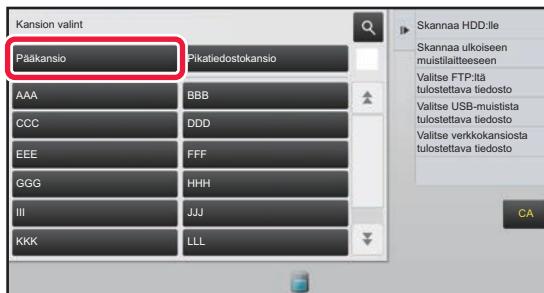 Kansion valint
Pääkansio
Pikatiedostokansio
AAA
BBB
CCC
DDD
EEE
FFF
GGG
HHH
III
JJJ
KKK
LLL
Skannaa HDD:lle
Skannaa ulkoiseen
muistilaitteeseen
Valitse FTP:ltä
tulostettava tiedosto
Valitse USB-muistista
tulostettava tiedosto
Valitse verkkokansiosta
tulostettava tiedosto
CA